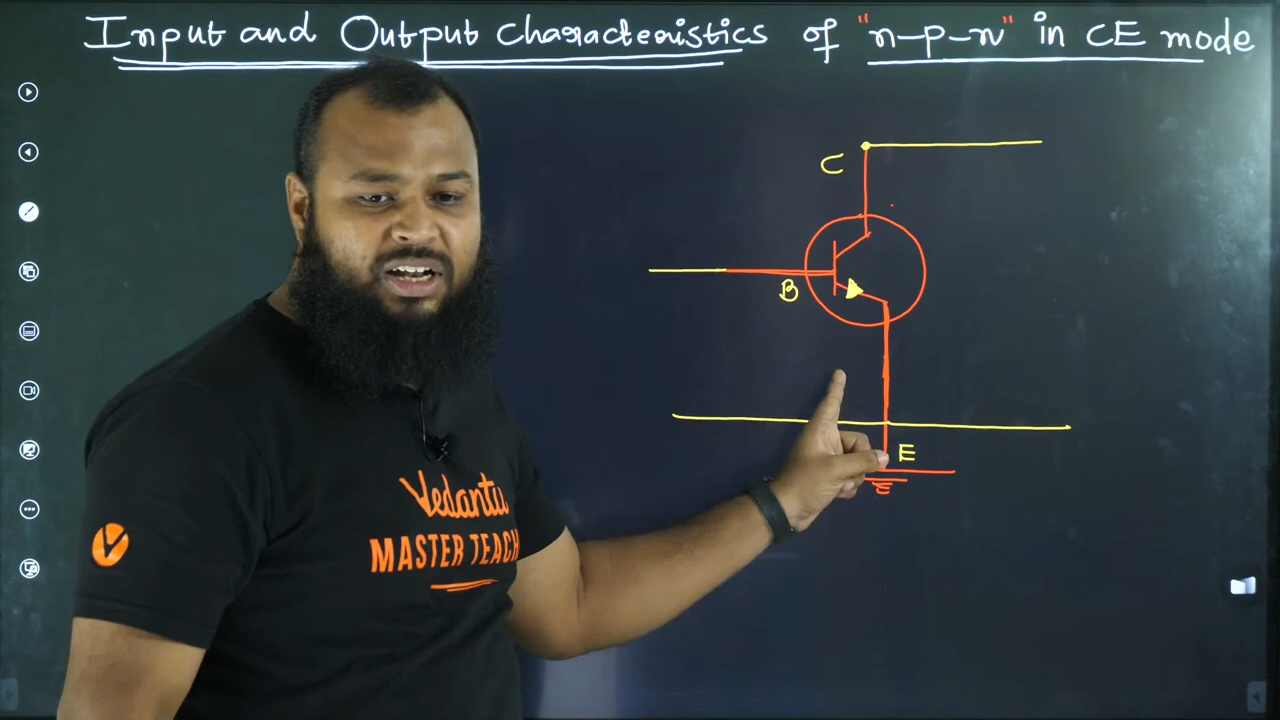 Input and Output Characteristics of "n-p-n" in CE mode
C
B
E
Vedantu
MASTER TEACH